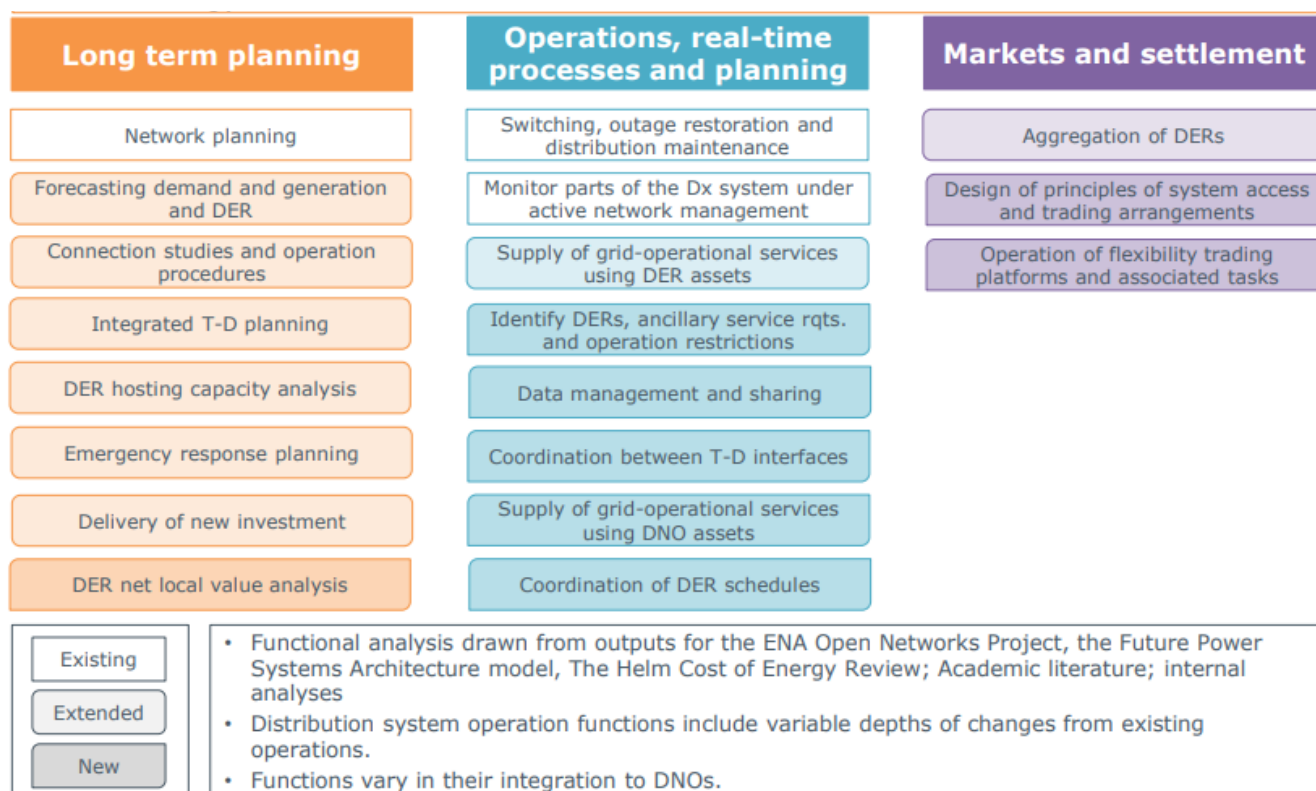 Long term planning
Network planning
Forecasting demand and generation
and DER
Connection studies and operation
procedures
Integrated T-D planning
DER hosting capacity analysis
Emergency response planning
Delivery of new investment
DER net local value analysis
Operations, real-time
processes and planning
Switching, outage restoration and
distribution maintenance
Monitor parts of the Dx system under
active network management
Supply of grid-operational services
using DER assets
Identify DERs, ancillary service rqts.
and operation restrictions
Data management and sharing
Coordination between T-D interfaces
Supply of grid-operational services
using DNO assets
Coordination of DER schedules
Markets and settlement
Aggregation of DERs
Design of principles of system access
and trading arrangements
Operation of flexibility trading
platforms and associated tasks
Existing
Extended
New
• Functional analysis drawn from outputs for the ENA Open Networks Project, the Future Power
Systems Architecture model, The Helm Cost of Energy Review; Academic literature; internal
analyses
• Distribution system operation functions include variable depths of changes from existing
operations.
• Functions vary in their integration to DNOs.